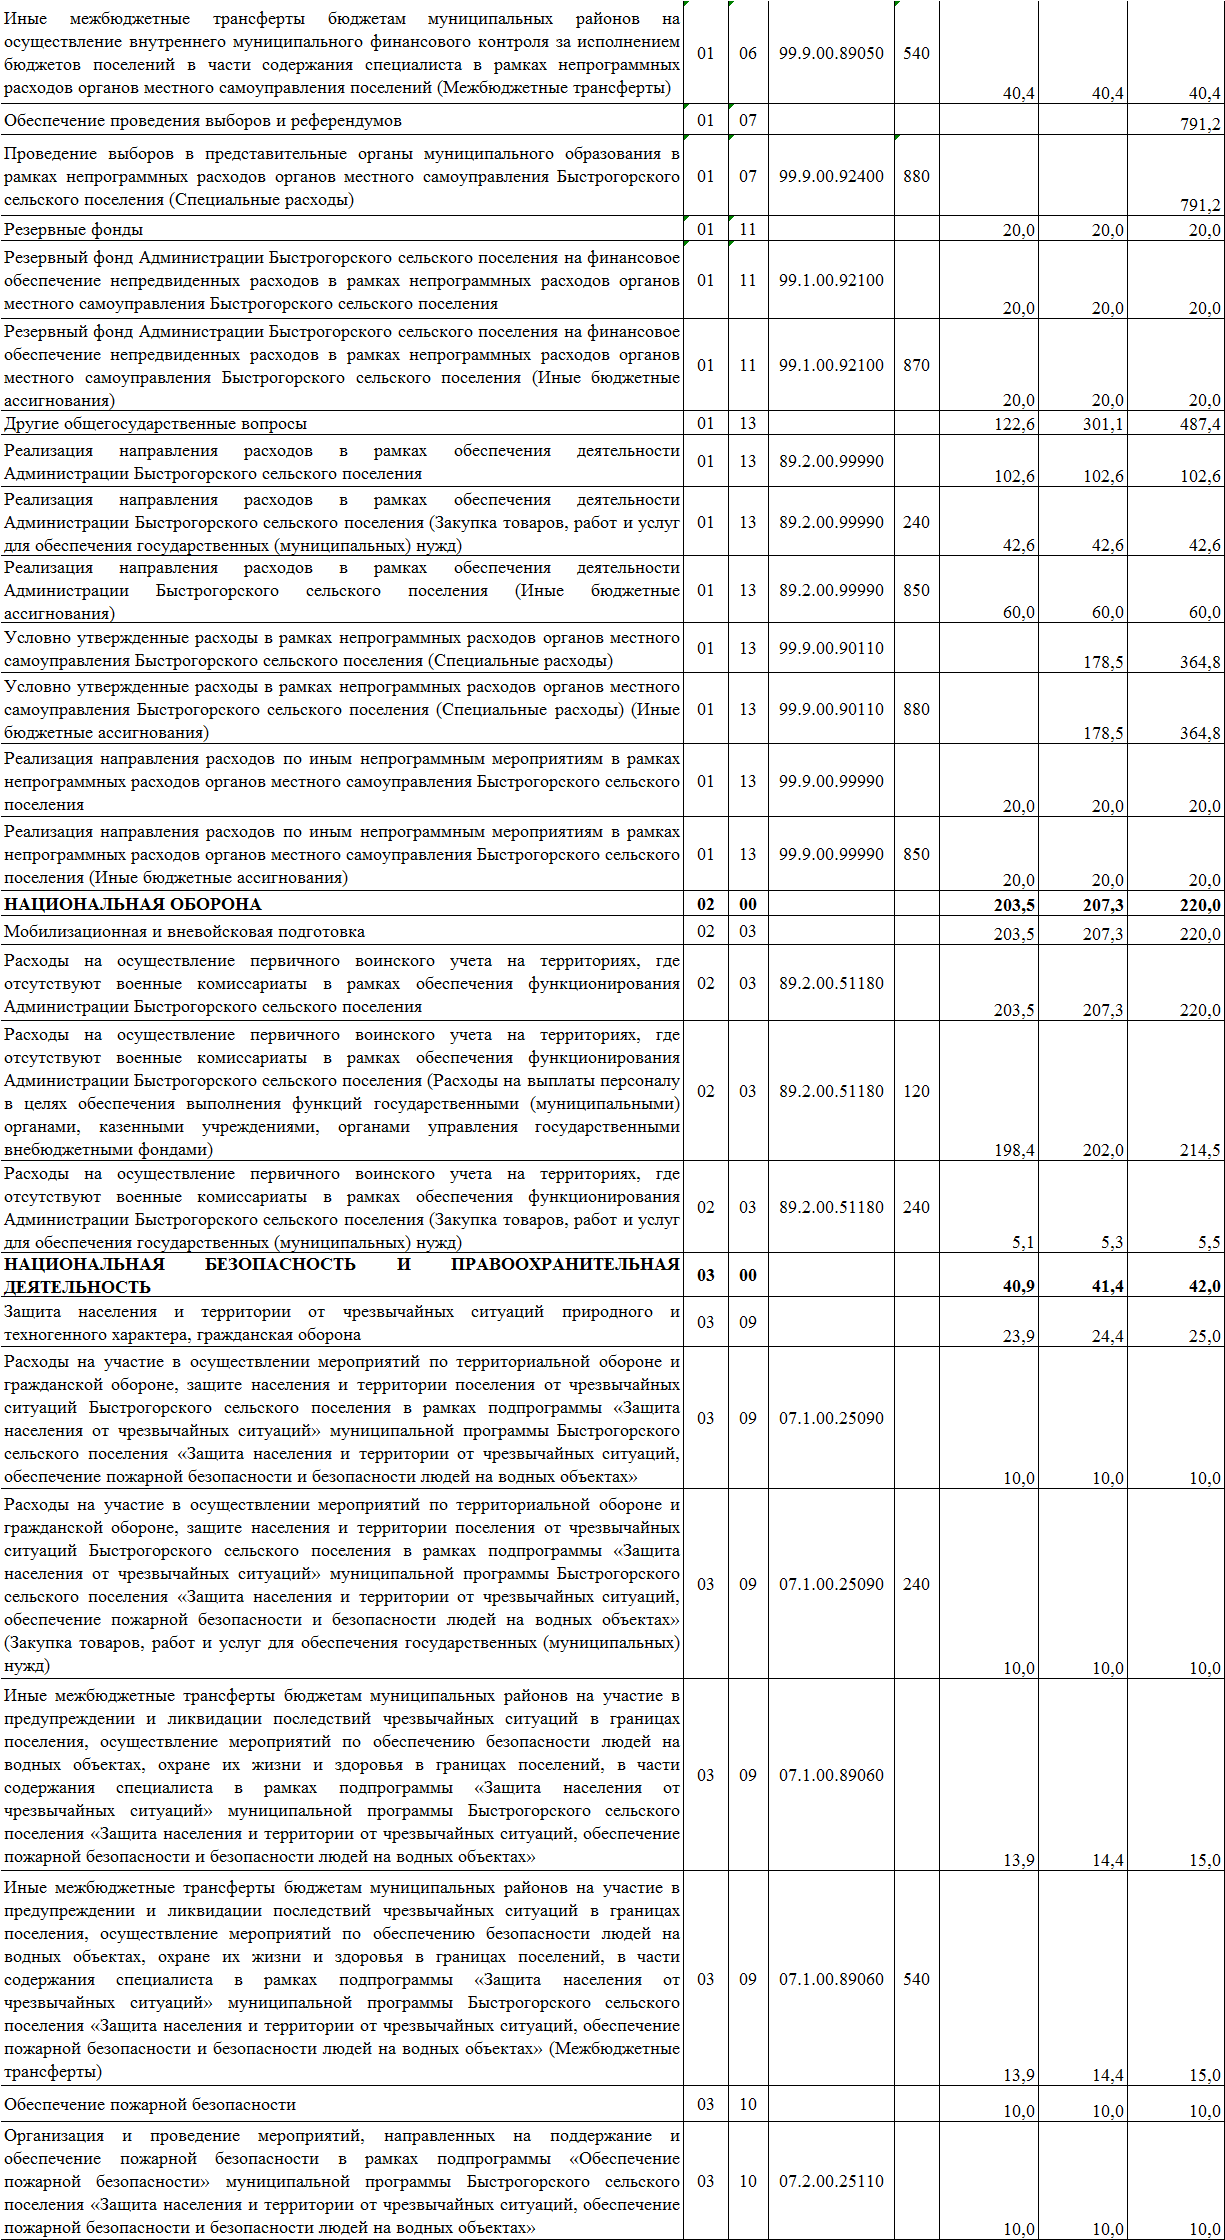 Иные межбюджетные трансферты бюджетам муниципальных районов на
осуществление внутреннего муниципального финансового контроля за исполнением
бюджетов поселений в части содержания специалиста в рамках непрограммных
расходов органов местного самоуправления поселений (Межбюджетные трансферты)
01 06 99.9.00.89050 540 40,4 40,4 40,4
Обеспечение проведения выборов и референдумов 01 07 791,2
Проведение выборов в представительные органы муниципального образования в
рамках непрограммных расходов органов местного самоуправления Быстрогорского
сельского поселения (Специальные расходы)
01 07 99.9.00.92400 880 791,2
Резервные фонды 01 11 20,0 20,0 20,0
Резервный фонд Администрации Быстрогорского сельского поселения на финансовое
обеспечение непредвиденных расходов в рамках непрограммных расходов органов
местного самоуправления Быстрогорского сельского поселения
01 11 99.1.00.92100 20,0 20,0 20,0
Резервный фонд Администрации Быстрогорского сельского поселения на финансовое
обеспечение непредвиденных расходов в рамках непрограммных расходов органов
местного самоуправления Быстрогорского сельского поселения (Иные бюджетные
ассигнования)
01 11 99.1.00.92100 870 20,0 20,0 20,0
Другие общегосударственные вопросы 01 13 122,6 301,1 487,4
Реализация направления расходов в рамках обеспечения деятельности
Администрации Быстрогорского сельского поселения
01 13 89.2.00.99990 102,6 102,6 102,6
Реализация направления расходов в рамках обеспечения деятельности
Администрации Быстрогорского сельского поселения (Закупка товаров, работ и услуг
для обеспечения государственных (муниципальных) нужд)
01 13 89.2.00.99990 240 42,6 42,6 42,6
Реализация направления расходов в рамках обеспечения деятельности
Администрации Быстрогорского сельского поселения (Иные бюджетные
ассигнования)
01 13 89.2.00.99990 850 60,0 60,0 60,0
Условно утвержденные расходы в рамках непрограммных расходов органов местного
самоуправления Быстрогорского сельского поселения (Специальные расходы)
01 13 99.9.00.90110 178,5 364,8
Условно утвержденные расходы в рамках непрограммных расходов органов местного
самоуправления Быстрогорского сельского поселения (Специальные расходы) (Иные
бюджетные ассигнования)
01 13 99.9.00.90110 880 178,5 364,8
Реализация направления расходов по иным непрограммным мероприятиям в рамках
непрограммных расходов органов местного самоуправления Быстрогорского сельского
поселения
01 13 99.9.00.99990 20,0 20,0 20,0
Реализация направления расходов по иным непрограммным мероприятиям в рамках
непрограммных расходов органов местного самоуправления Быстрогорского сельского
поселения (Иные бюджетные ассигнования)
01 13 99.9.00.99990 850 20,0 20,0 20,0
НАЦИОНАЛЬНАЯ ОБОРОНА 02 00 203,5 207,3 220,0
Мобилизационная и вневойсковая подготовка 02 03 203,5 207,3 220,0
Расходы на осуществление первичного воинского учета на территориях, где
отсутствуют военные комиссариаты в рамках обеспечения функционирования
Администрации Быстрогорского сельского поселения
02 03 89.2.00.51180 203,5 207,3 220,0
Расходы на осуществление первичного воинского учета на территориях, где
отсутствуют военные комиссариаты в рамках обеспечения функционирования
Администрации Быстрогорского сельского поселения (Расходы на выплаты персоналу
в целях обеспечения выполнения функций государственными (муниципальными)
органами, казенными учреждениями, органами управления государственными
внебюджетными фондами)
02 03 89.2.00.51180 120 198,4 202,0 214,5
Расходы на осуществление первичного воинского учета на территориях, где
отсутствуют военные комиссариаты в рамках обеспечения функционирования
Администрации Быстрогорского сельского поселения (Закупка товаров, работ и услуг
для обеспечения государственных (муниципальных) нужд)
02 03 89.2.00.51180 240 5,1 5,3 5,5
НАЦИОНАЛЬНАЯ БЕЗОПАСНОСТЬ И ПРАВООХРАНИТЕЛЬНАЯ
ДЕЯТЕЛЬНОСТЬ
03 00 40,9 41,4 42,0
Защита населения и территории от чрезвычайных ситуаций природного и
техногенного характера, гражданская оборона
03 09 23,9 24,4 25,0
Расходы на участие в осуществлении мероприятий по территориальной обороне и
гражданской обороне, защите населения и территории поселения от чрезвычайных
ситуаций Быстрогорского сельского поселения в рамках подпрограммы «Защита
населения от чрезвычайных ситуаций» муниципальной программы Быстрогорского
сельского поселения «Защита населения и территории от чрезвычайных ситуаций,
обеспечение пожарной безопасности и безопасности людей на водных объектах»
03 09 07.1.00.25090 10,0 10,0 10,0
Расходы на участие в осуществлении мероприятий по территориальной обороне и
гражданской обороне, защите населения и территории поселения от чрезвычайных
ситуаций Быстрогорского сельского поселения в рамках подпрограммы «Защита
населения от чрезвычайных ситуаций» муниципальной программы Быстрогорского
сельского поселения «Защита населения и территории от чрезвычайных ситуаций,
обеспечение пожарной безопасности и безопасности людей на водных объектах»
(Закупка товаров, работ и услуг для обеспечения государственных (муниципальных)
нужд)
03 09 07.1.00.25090 240 10,0 10,0 10,0
Иные межбюджетные трансферты бюджетам муниципальных районов на участие в
предупреждении и ликвидации последствий чрезвычайных ситуаций в границах
поселения, осуществление мероприятий по обеспечению безопасности людей на
водных объектах, охране их жизни и здоровья в границах поселений, в части
содержания специалиста в рамках подпрограммы «Защита населения от
чрезвычайных ситуаций» муниципальной программы Быстрогорского сельского
поселения «Защита населения и территории от чрезвычайных ситуаций, обеспечение
пожарной безопасности и безопасности людей на водных объектах»
03 09 07.1.00.89060 13,9 14,4 15,0
Иные межбюджетные трансферты бюджетам муниципальных районов на участие в
предупреждении и ликвидации последствий чрезвычайных ситуаций в границах
поселения, осуществление мероприятий по обеспечению безопасности людей на
водных объектах, охране их жизни и здоровья в границах поселений, в части
содержания специалиста в рамках подпрограммы «Защита населения от
чрезвычайных ситуаций» муниципальной программы Быстрогорского сельского
поселения «Защита населения и территории от чрезвычайных ситуаций, обеспечение
пожарной безопасности и безопасности людей на водных объектах» (Межбюджетные
трансферты)
03 09 07.1.00.89060 540 13,9 14,4 15,0
Обеспечение пожарной безопасности 03 10 10,0 10,0 10,0
Организация и проведение мероприятий, направленных на поддержание и
обеспечение пожарной безопасности в рамках подпрограммы «Обеспечение
пожарной безопасности» муниципальной программы Быстрогорского сельского
поселения «Защита населения и территории от чрезвычайных ситуаций, обеспечение
пожарной безопасности и безопасности людей на водных объектах»
03 10 07.2.00.25110 10,0 10,0 10,0